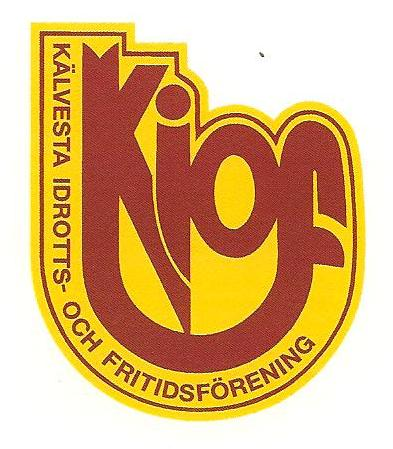 Kiof
KÄLVESTA IDROTTS- OCH FRITIDSFÖRENING